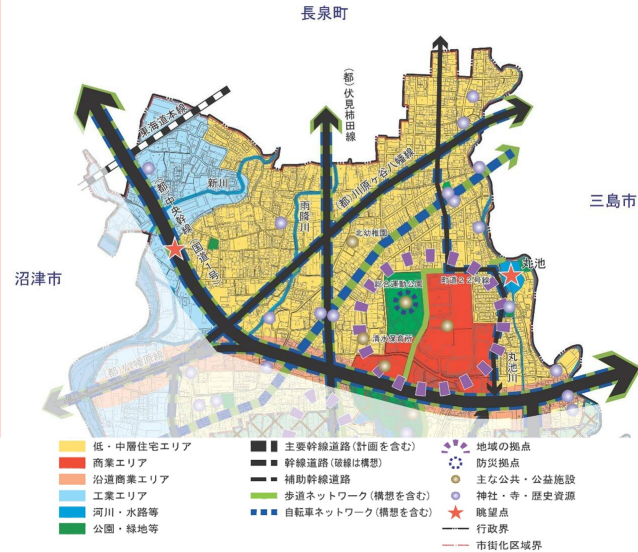 長泉町
(都)伏見柿田線
東海道本線
(都)川原ヶ谷八幡線
三島市
新川
(都)中央幹線(国道1号)
雨降川
北幼稚園
丸池
沼津市
総合運動公園
町道22号線
清水保育所
丸池川
低・中層住宅エリア
商業エリア
沿道商業エリア
工業エリア
河川・水路等
公園・緑地等
主要幹線道路(計画を含む)
幹線道路(破線は構想)
補助幹線道路
歩道ネットワーク(構想を含む)
自転車ネットワーク(構想を含む)
地域の拠点
防災拠点
主な公共・公益施設
神社・寺・歴史資源
眺望点
行政界
市街化区域界